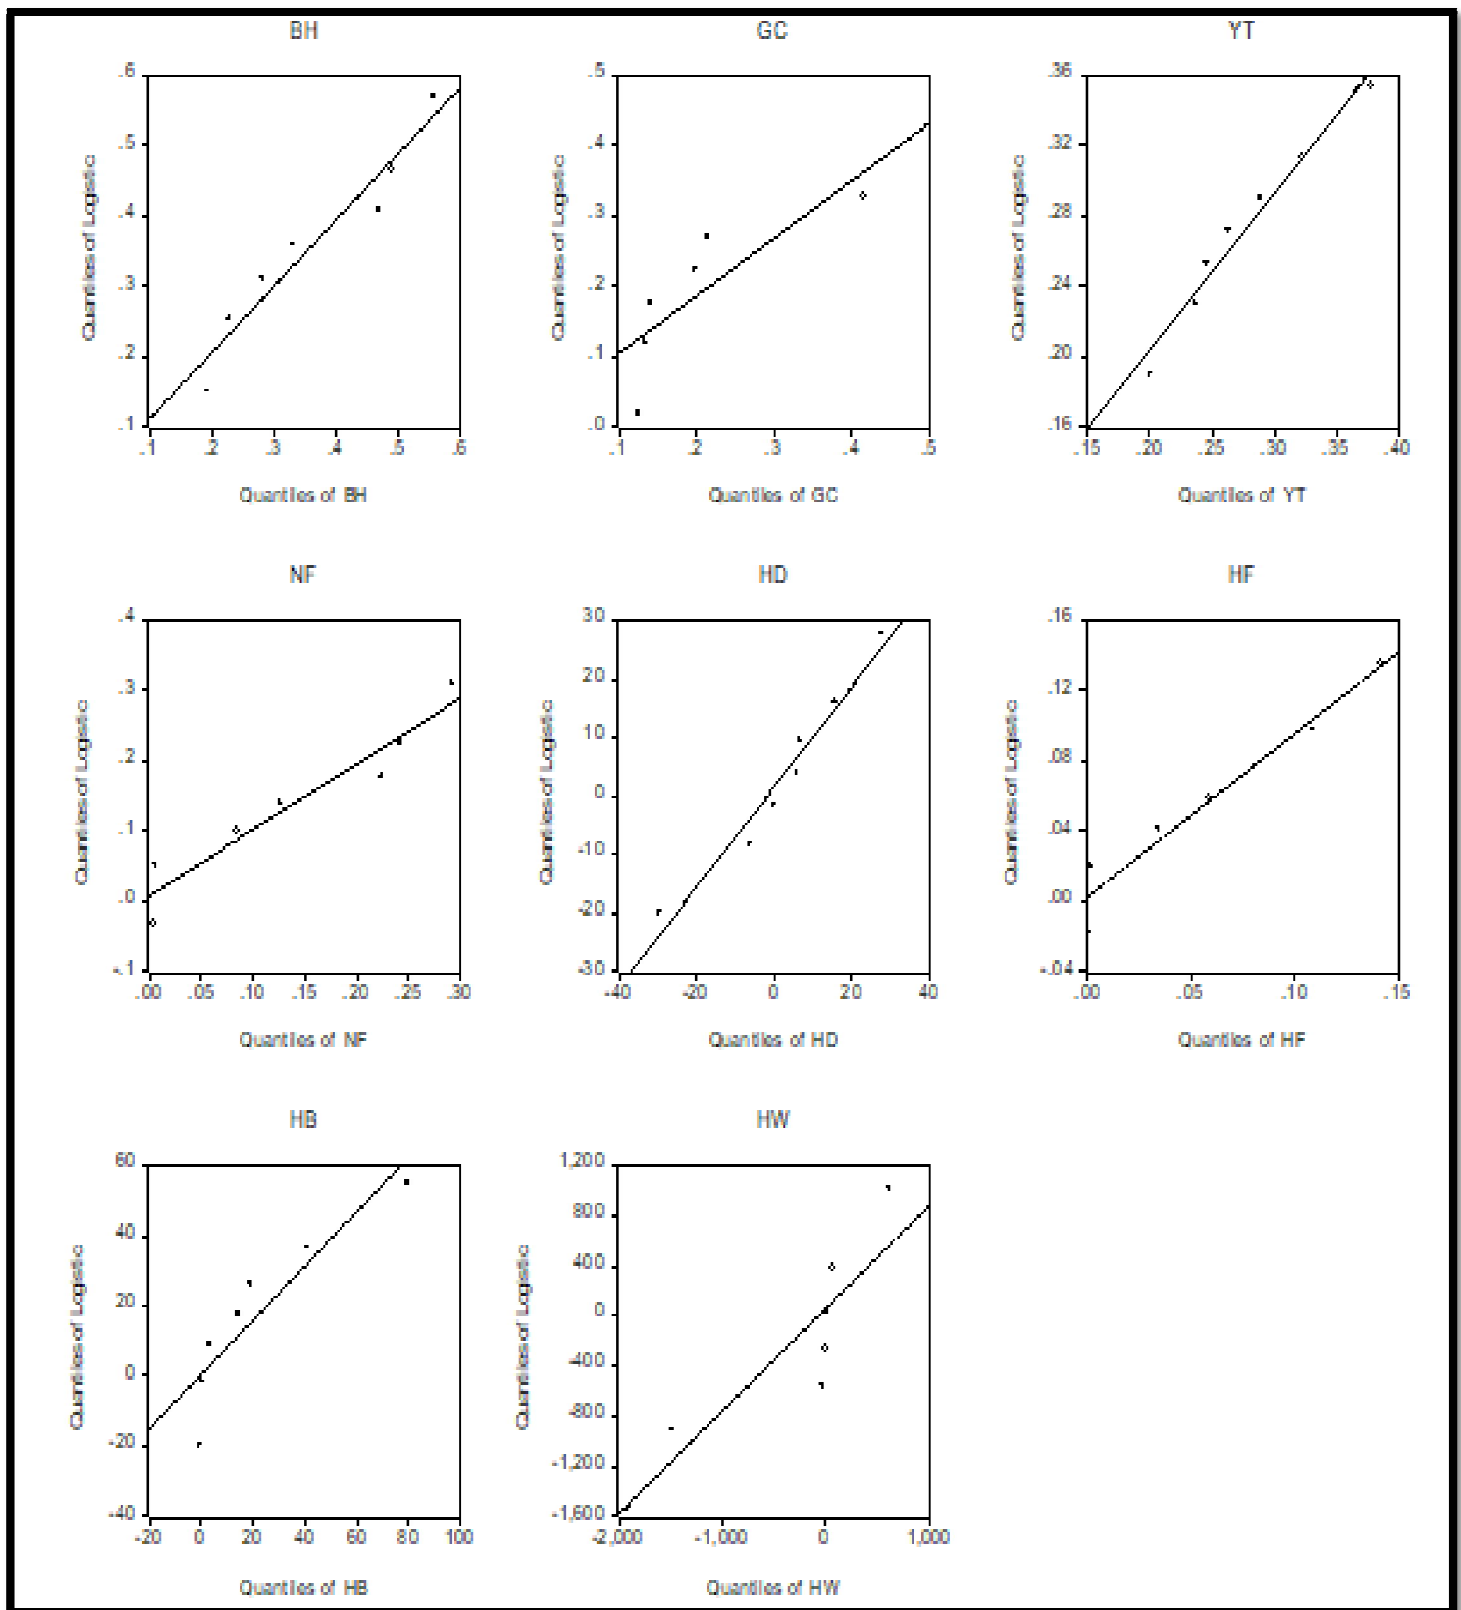 BH
GC
YT
.6
.5
.4
.3
.2
.1
Quantiles of Logistic
.1 .2 .3 .4 .5 .6
Quantiles of BH
.5
.4
.3
.2
.1
.0
Quantiles of Logistic
.1 .2 .3 .4 .5
Quantiles of GC
.36
.32
.28
.24
.20
.16
Quantiles of Logistic
.15 .20 .25 .30 .35 .40
Quantiles of YT
NF
HD
HF
.4
.3
.2
.1
.0
-.1
Quantiles of Logistic
.00 .05 .10 .15 .20 .25 .30
Quantiles of NF
30
20
10
0
-10
-20
-30
Quantiles of Logistic
-40 -20 0 20 40
Quantiles of HD
.16
.12
.08
.04
.00
-.04
Quantiles of Logistic
.00 .05 .10 .15
Quantiles of HF
HB
HW
60
40
20
0
-20
-40
Quantiles of Logistic
-20 0 20 40 60 80 100
Quantiles of HB
1,200
800
400
0
-400
-800
-1,200
-1,600
Quantiles of Logistic
-2,000 -1,000 0 1,000
Quantiles of HW